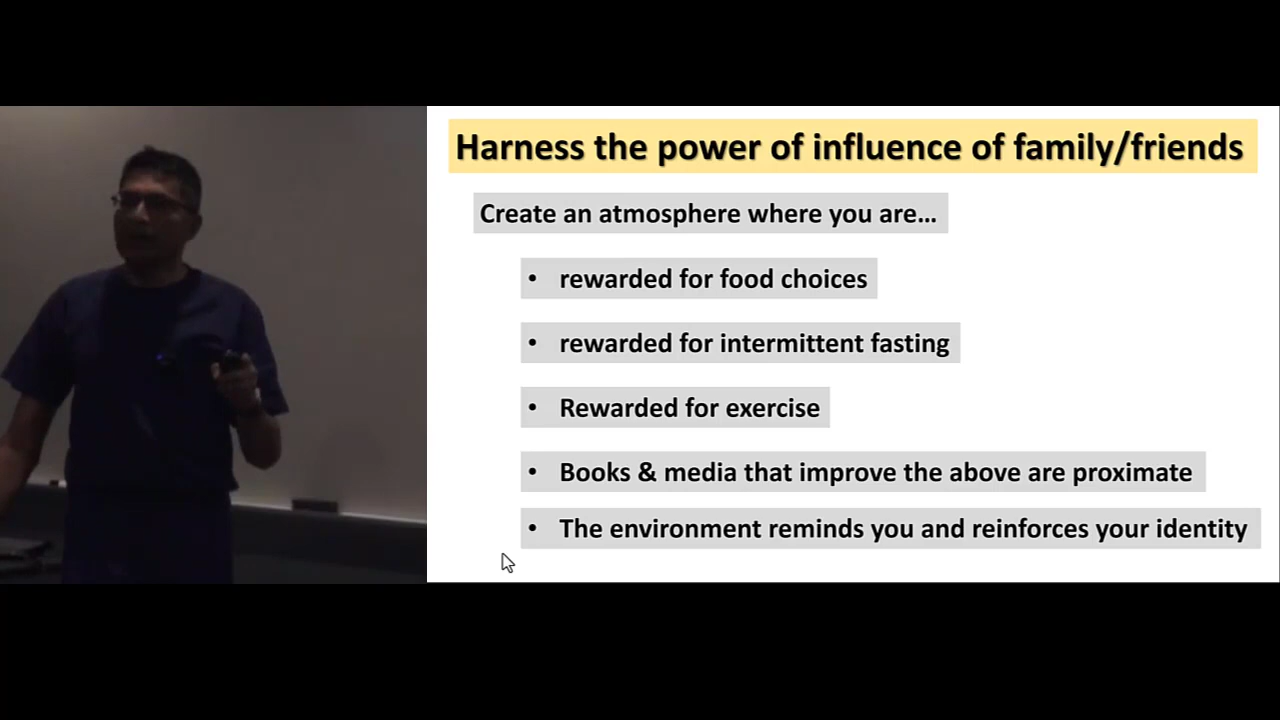 Harness the power of influence of family/friends
Create an atmosphere where you are…
• rewarded for food choices
• rewarded for intermittent fasting
• Rewarded for exercise
• Books & media that improve the above are proximate
• The environment reminds you and reinforces your identity